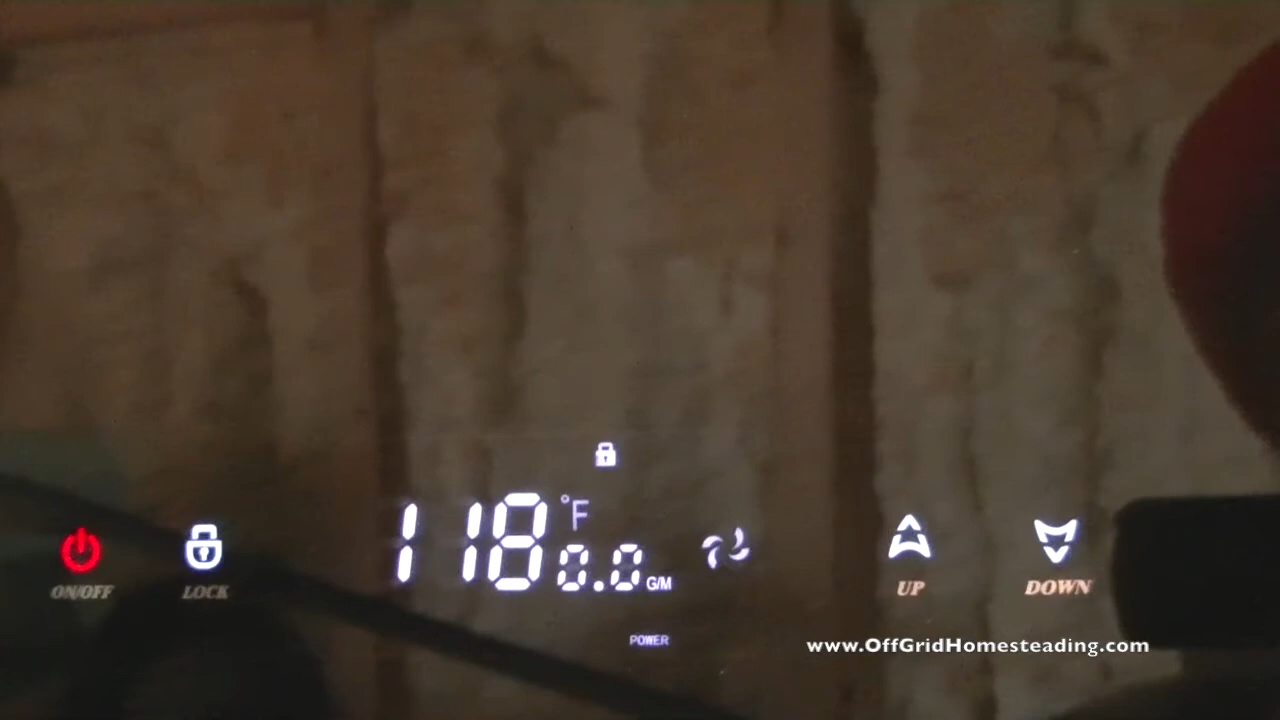 118 °F
0.0 G/M
ON/OFF
LOCK
UP
DOWN
POWER
www.OffGridHomesteading.com